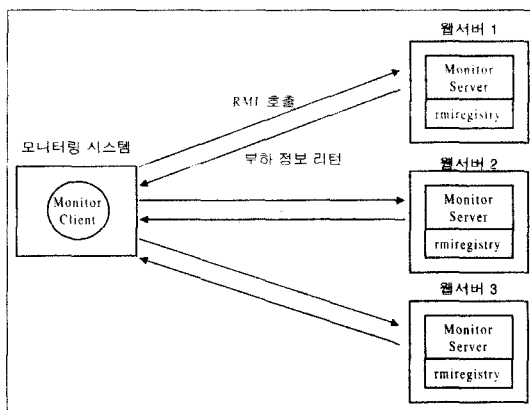 웹서버 1
Monitor
Server
rmiregistry
RMI 호출
부하 정보 리턴
모니터링 시스템
Monitor
Client
웹서버 2
Monitor
Server
rmiregistry
웹서버 3
Monitor
Server
rmiregistry